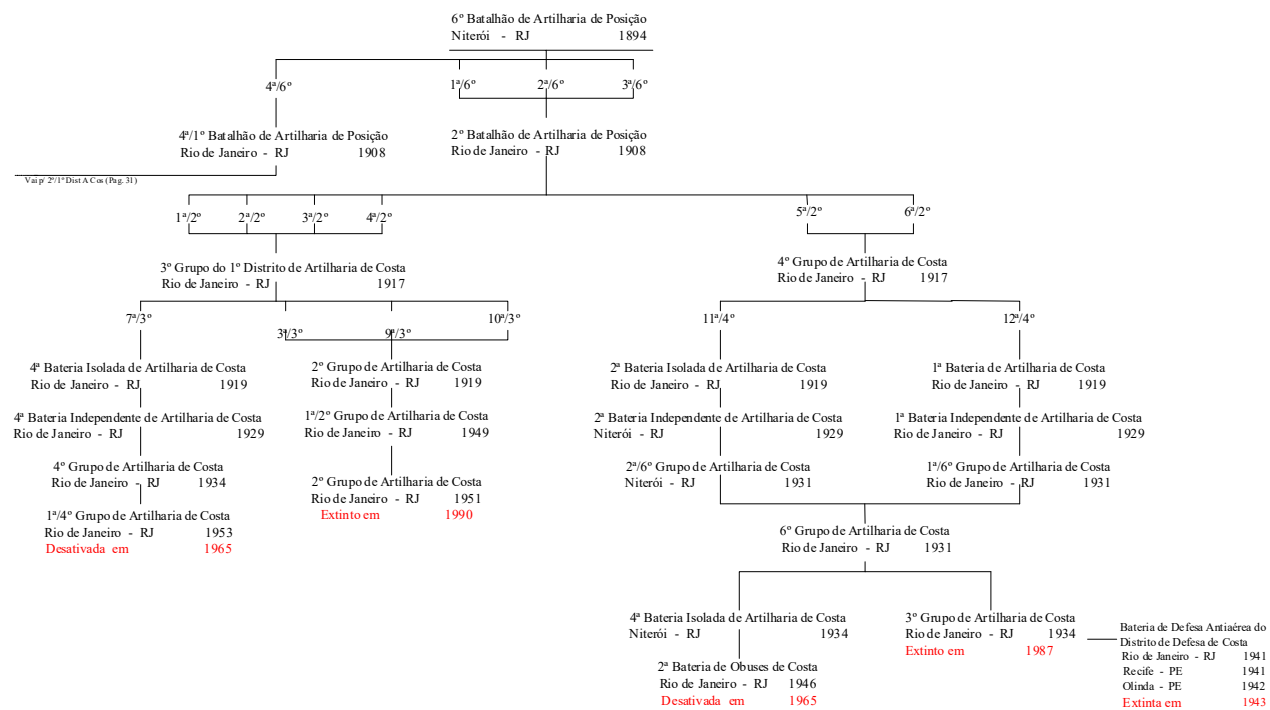 6º Batalhão de Artilharia de Posição
Niterói - RJ 1894
4ª/6º 1ª/6º 2ª/6º 3ª/6º
4ª/1º Batalhão de Artilharia de Posição
Rio de Janeiro - RJ 1908
2º Batalhão de Artilharia de Posição
Rio de Janeiro - RJ 1908
Vai p/ 2ª/1º Dist A Cos (Pag. 31)
1ª/2º 2ª/2º 3ª/2º 4ª/2º 5ª/2º 6ª/2º
3º Grupo do 1º Distrito de Artilharia de Costa
Rio de Janeiro - RJ 1917
4º Grupo de Artilharia de Costa
Rio de Janeiro - RJ 1917
7ª/3º 3ª/3º 9ª/3º 10ª/3º 11ª/4º 12ª/4º
4ª Bateria Isolada de Artilharia de Costa
Rio de Janeiro - RJ 1919
4ª Bateria Independente de Artilharia de Costa
Rio de Janeiro - RJ 1929
4º Grupo de Artilharia de Costa
Rio de Janeiro - RJ 1934
1ª/4º Grupo de Artilharia de Costa
Rio de Janeiro - RJ 1953
Desativada em 1965
2º Grupo de Artilharia de Costa
Rio de Janeiro - RJ 1919
1ª/2º Grupo de Artilharia de Costa
Rio de Janeiro - RJ 1949
2º Grupo de Artilharia de Costa
Rio de Janeiro - RJ 1951
Extinto em 1990
2ª Bateria Isolada de Artilharia de Costa
Rio de Janeiro - RJ 1919
2ª Bateria Independente de Artilharia de Costa
Niterói - RJ 1929
2ª/6º Grupo de Artilharia de Costa
Niterói - RJ 1931
1ª Bateria de Artilharia de Costa
Rio de Janeiro - RJ 1919
1ª Bateria Independente de Artilharia de Costa
Rio de Janeiro - RJ 1929
1ª/6º Grupo de Artilharia de Costa
Rio de Janeiro - RJ 1931
6º Grupo de Artilharia de Costa
Rio de Janeiro - RJ 1931
4ª Bateria Isolada de Artilharia de Costa
Niterói - RJ 1934
2ª Bateria de Obuses de Costa
Rio de Janeiro - RJ 1946
Desativada em 1965
3º Grupo de Artilharia de Costa
Rio de Janeiro - RJ 1934
Extinto em 1987
Bateria de Defesa Antiaérea do
Distrito de Defesa de Costa
Rio de Janeiro - RJ 1941
Recife - PE 1941
Olinda - PE 1942
Extinta em 1943